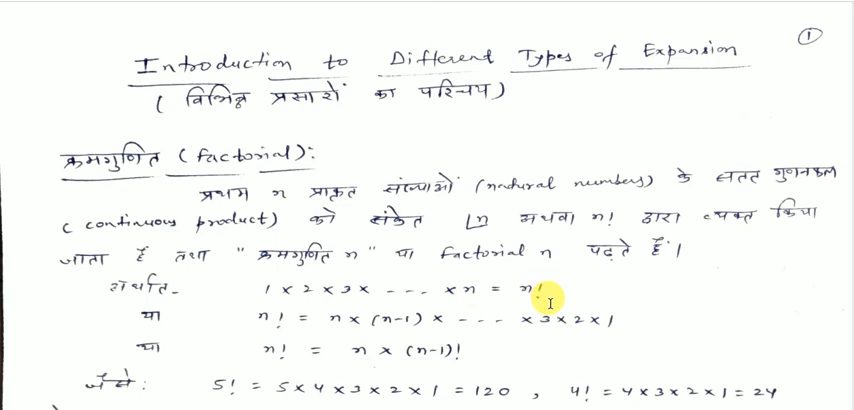 1
Introduction to Different Types of Expansion
( विभिन्न प्रसारों का परिचय )
क्रमगुणित ( factorial ) :
प्रथम n प्राकृत संख्याओं (natural numbers) के सतत गुणनफल
( continuous product) को संकेत |n अथवा n! द्वारा व्यक्त किया
जाता है तथा " क्रमगुणित n " या factorial n पढ़ते हैं।
अर्थात- 1 × 2 × 3 × - - - . × n = n!
या n! = n × (n-1) × - - - × 3 × 2 × 1
या n! = n × (n-1)!
जैसे: 5! = 5 × 4 × 3 × 2 × 1 = 120 , 4! = 4 × 3 × 2 × 1 = 24